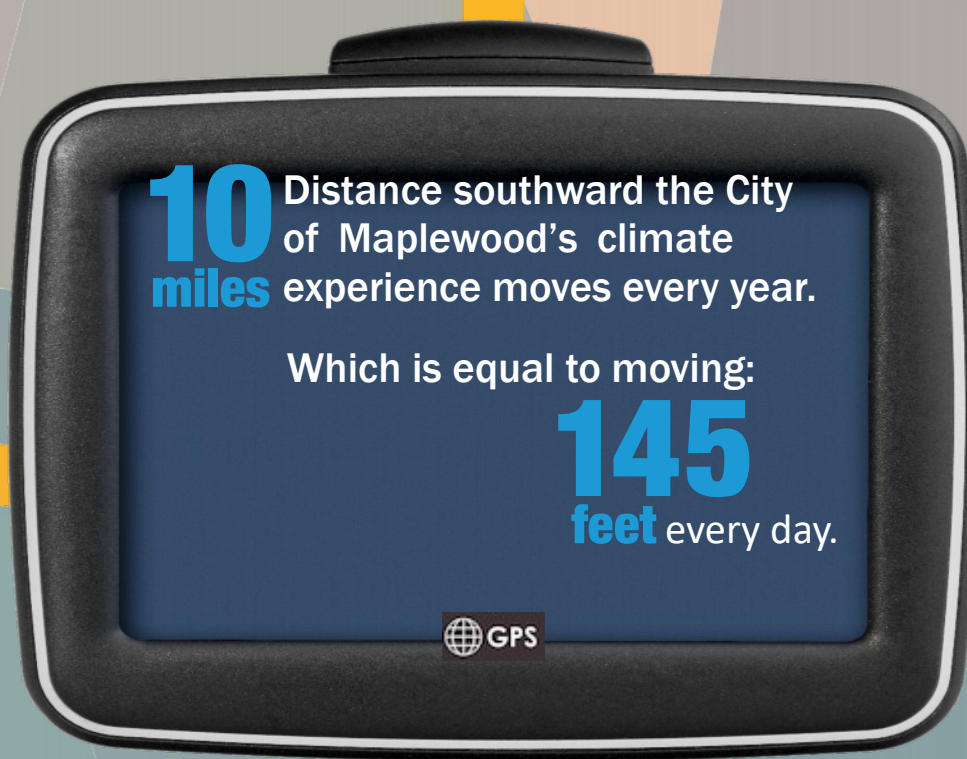 10 miles
Distance southward the City
of Maplewood's climate
experience moves every year.
Which is equal to moving:
145
feet every day.
GPS